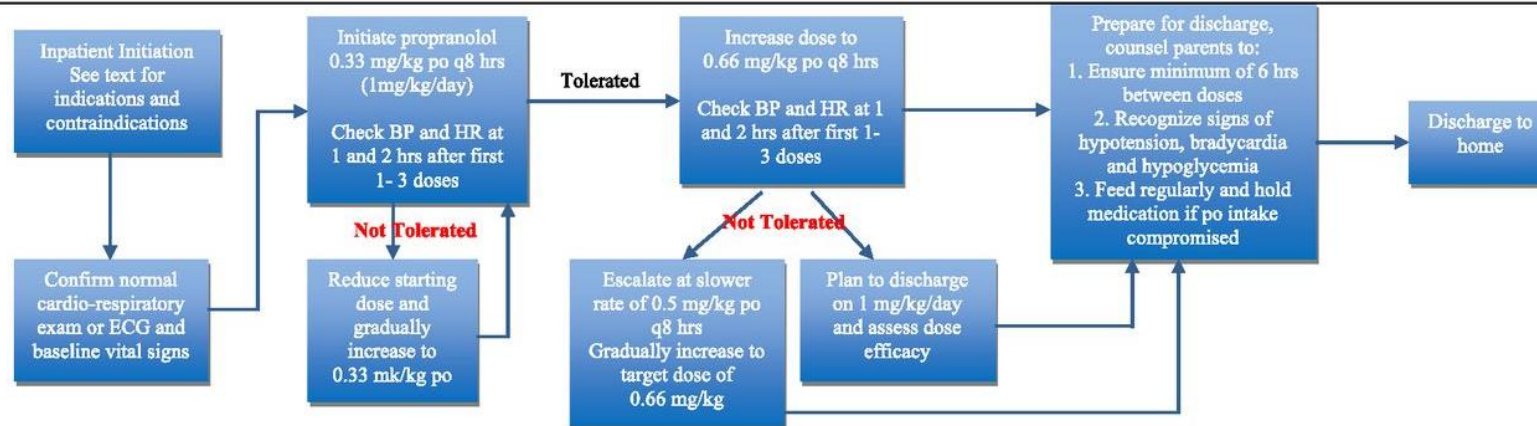 Inpatient Initiation
See text for
indications and
contraindications
Confirm normal
cardio-respiratory
exam or ECG and
baseline vital signs
Initiate propranolol
0.33 mg/kg po q8 hrs
(1mg/kg/day)
Check BP and HR at
1 and 2 hrs after first
1- 3 doses
Tolerated
Not Tolerated
Reduce starting
dose and
gradually
increase to
0.33 mk/kg po
Increase dose to
0.66 mg/kg po q8 hrs
Check BP and HR at 1
and 2 hrs after first 1-
3 doses
Not Tolerated
Escalate at slower
rate of 0.5 mg/kg po
q8 hrs
Gradually increase to
target dose of
0.66 mg/kg
Plan to discharge
on 1 mg/kg/day
and assess dose
efficacy
Prepare for discharge,
counsel parents to:
1. Ensure minimum of 6 hrs
between doses
2. Recognize signs of
hypotension, bradycardia
and hypoglycemia
3. Feed regularly and hold
medication if po intake
compromised
Discharge to
home